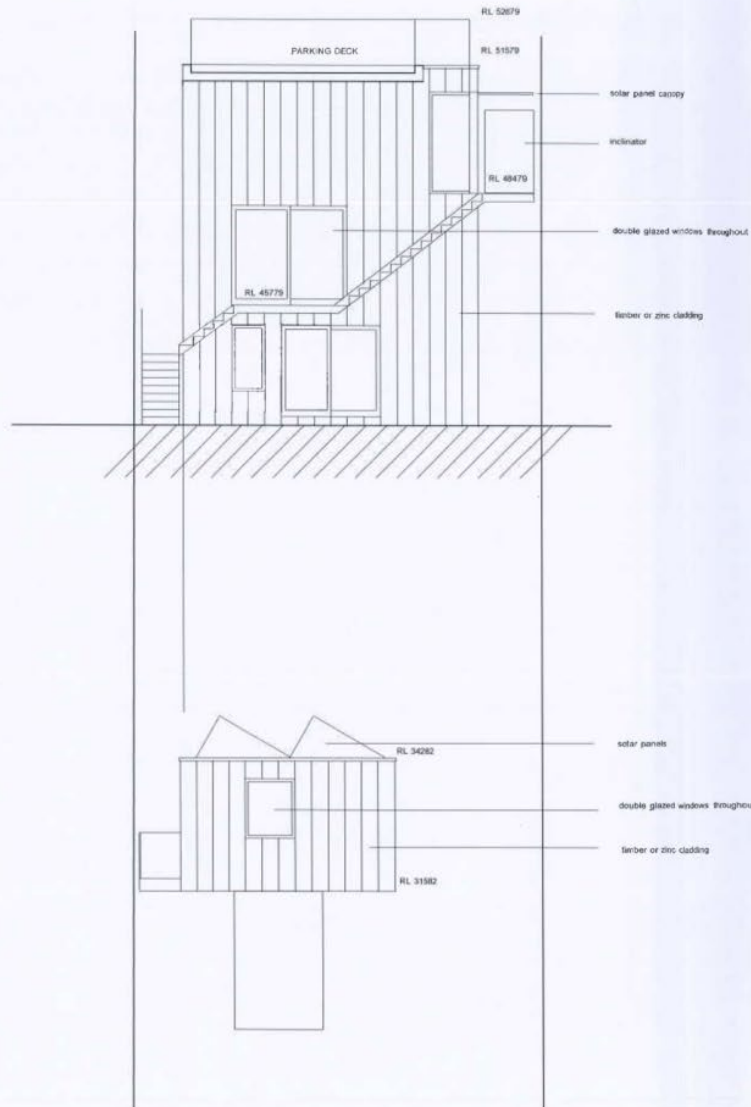 RL 52679
PARKING DECK
RL 51579
solar panel canopy
inclinator
RL 48479
double glazed windows throughout
RL 45779
timber or zinc cladding
solar panels
RL 34282
double glazed windows throughou
timber or zinc cladding
RL 31582